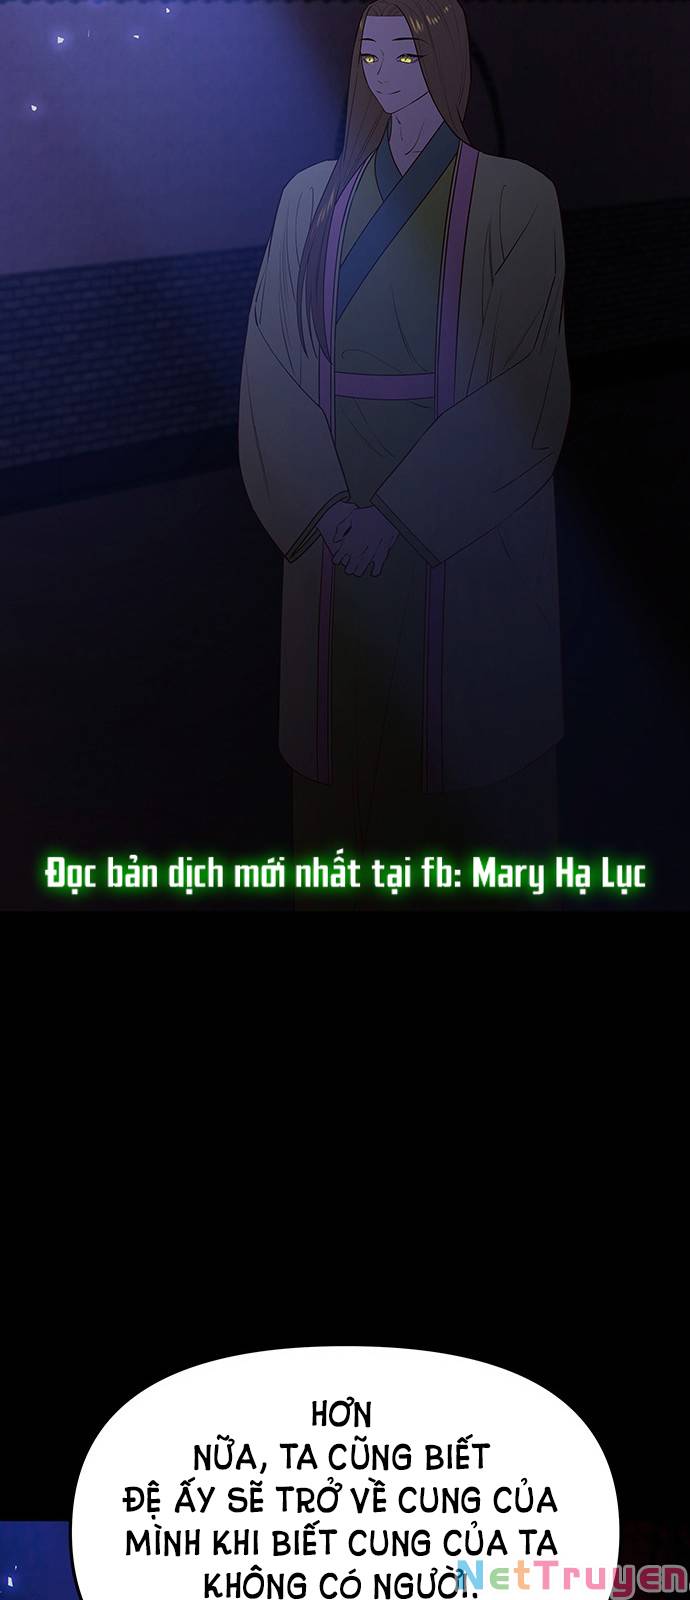 Đọc bản dịch mới nhất tại fb: Mary Hạ Lục
HƠN
NỮA, TA CŨNG BIẾT
ĐỆ ẤY SẼ TRỞ VỀ CUNG CỦA
MÌNH KHI BIẾT CUNG CỦA TA
KHÔNG CÓ NGƯỜI.
NetTruyen